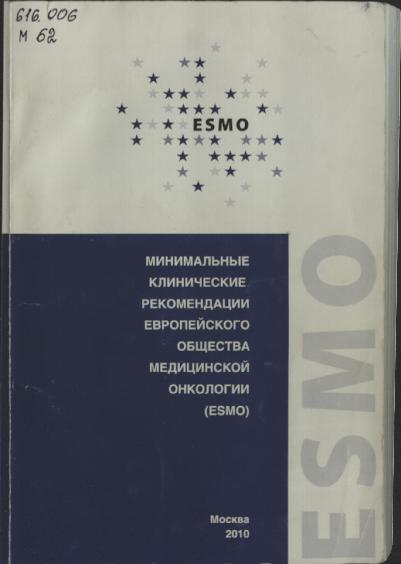 616.006
М 62
ESMO
МИНИМАЛЬНЫЕ
КЛИНИЧЕСКИЕ
РЕКОМЕНДАЦИИ
ЕВРОПЕЙСКОГО
ОБЩЕСТВА
МЕДИЦИНСКОЙ
ОНКОЛОГИИ
(ESMO)
Москва
2010
ESMO